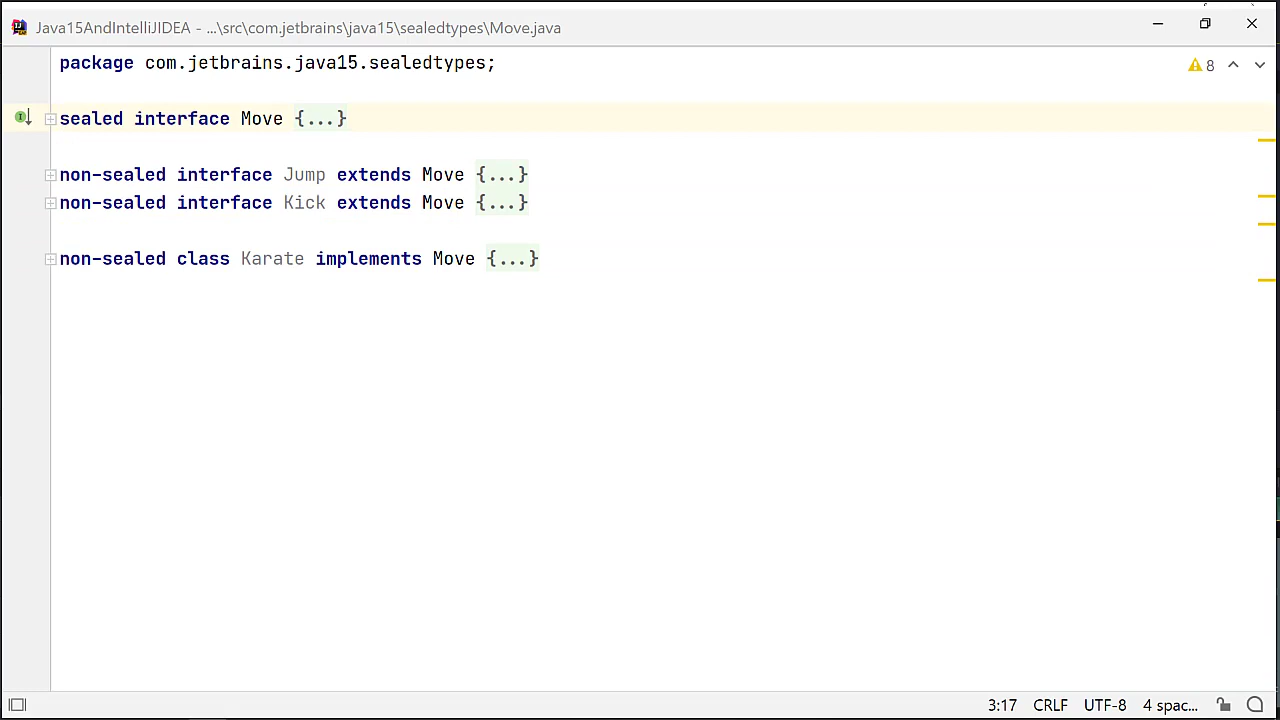 Java15AndIntelliJIDEA - ...\src\com.jetbrains\java15\sealedtypes\Move.java
package com.jetbrains.java15.sealedtypes;
8
sealed interface Move {...}
non-sealed interface Jump extends Move {...}
non-sealed interface Kick extends Move {...}
non-sealed class Karate implements Move {...}
3:17 CRLF UTF-8 4 spac...